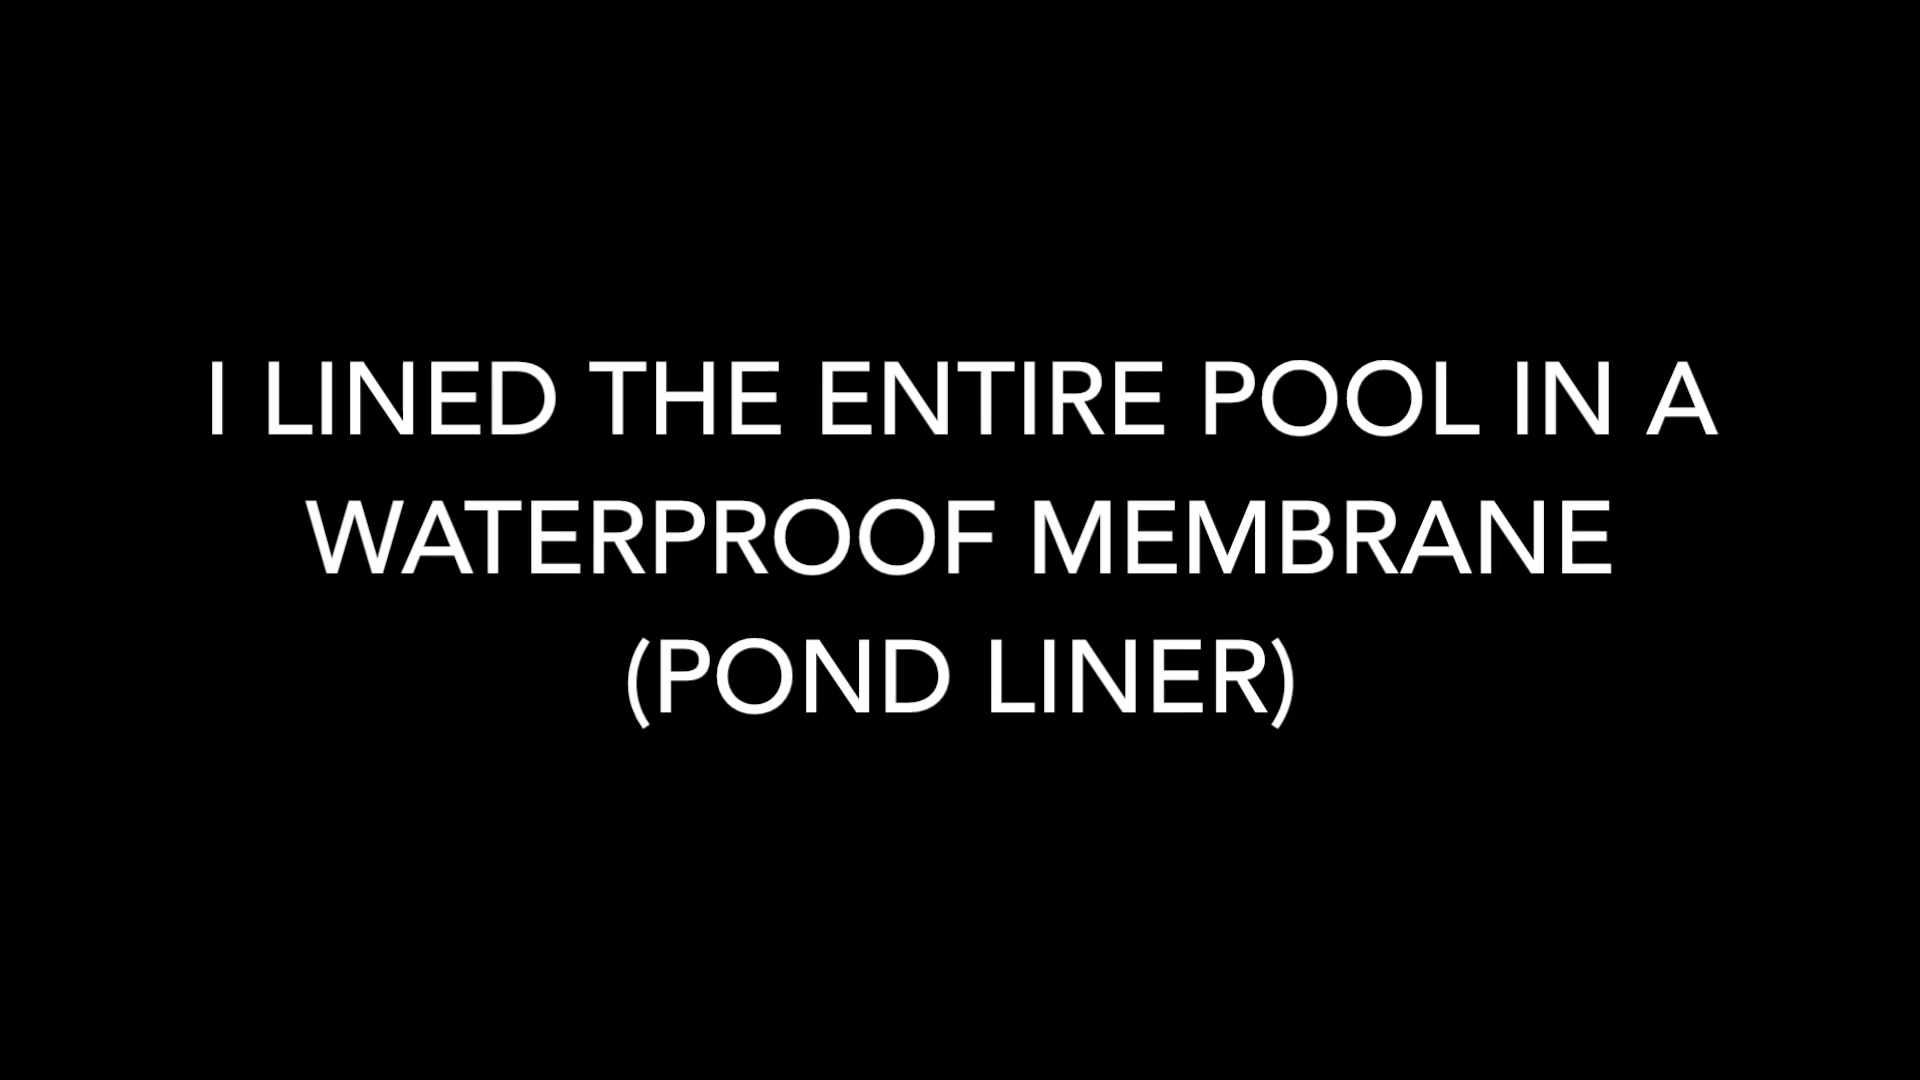 I LINED THE ENTIRE POOL IN A
WATERPROOF MEMBRANE
(POND LINER)